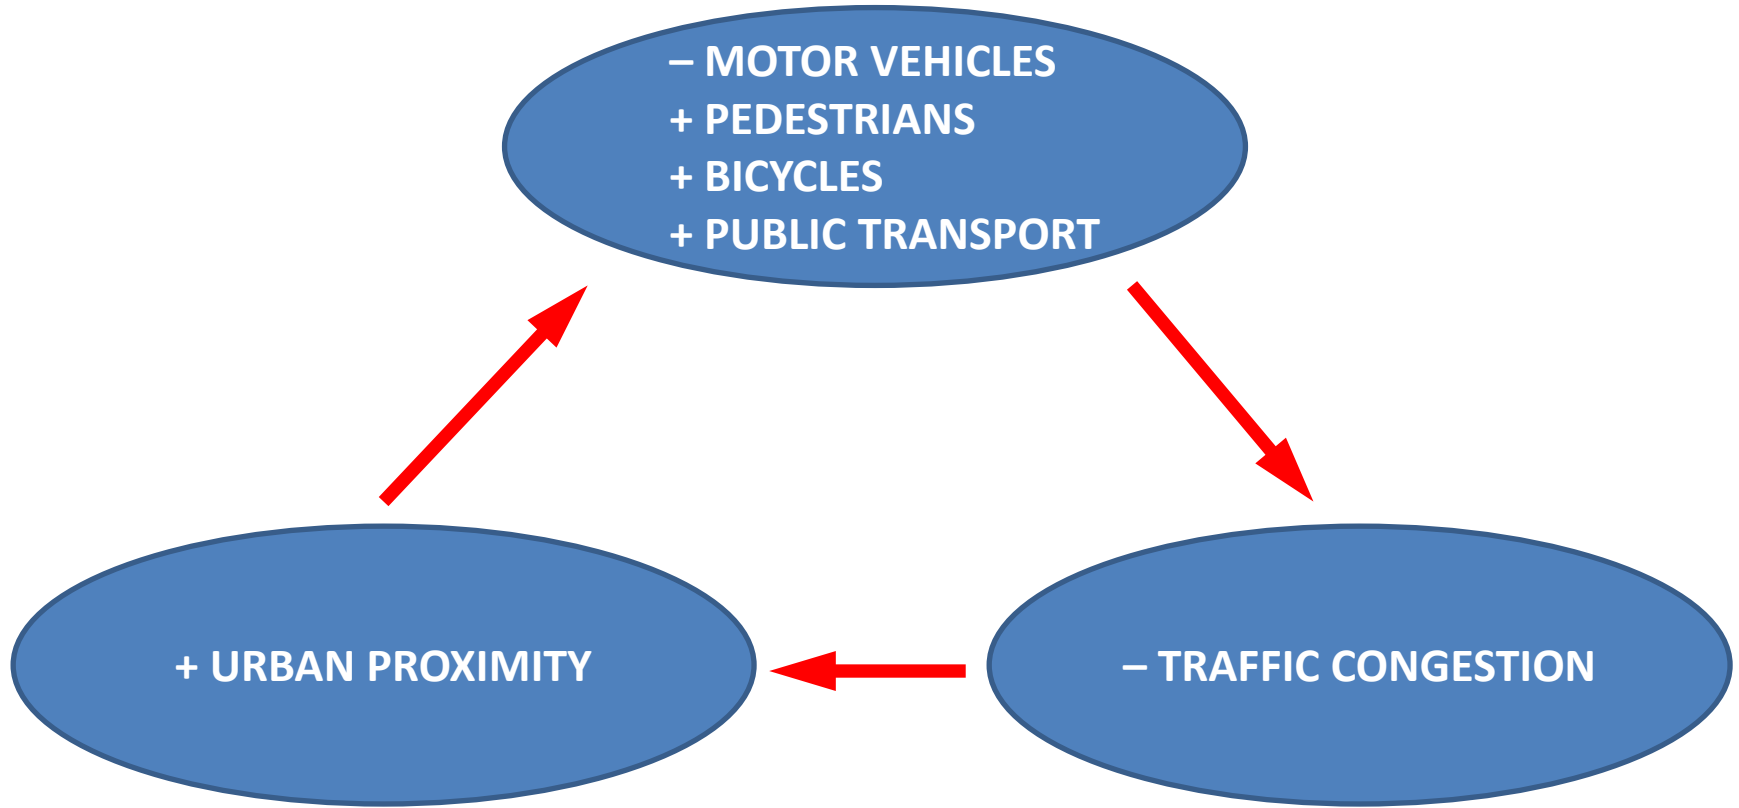 – MOTOR VEHICLES
+ PEDESTRIANS
+ BICYCLES
+ PUBLIC TRANSPORT
+ URBAN PROXIMITY
– TRAFFIC CONGESTION